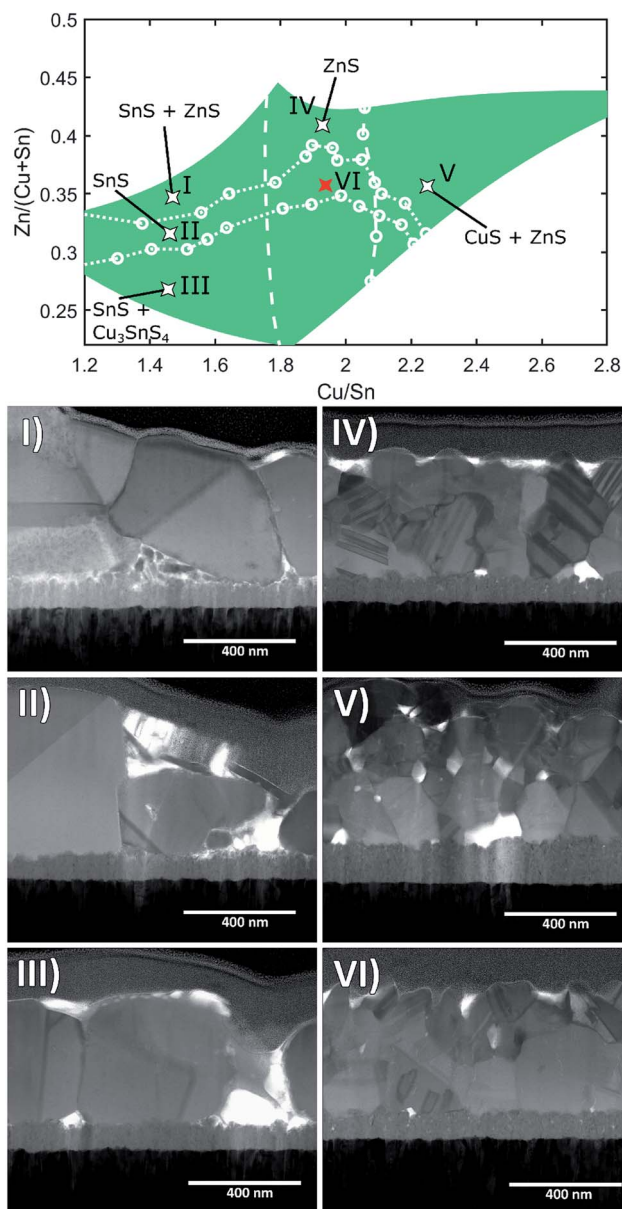 0.5
0.45
0.4
0.35
0.3
0.25
Zn/(Cu+Sn)
ZnS
SnS + ZnS
IV
SnS
I
VI
V
II
CuS + ZnS
III
SnS +
Cu₃SnS₄
1.2 1.4 1.6 1.8 2 2.2 2.4 2.6 2.8
Cu/Sn
I)
400 nm
IV)
400 nm
II)
400 nm
V)
400 nm
III)
400 nm
VI)
400 nm